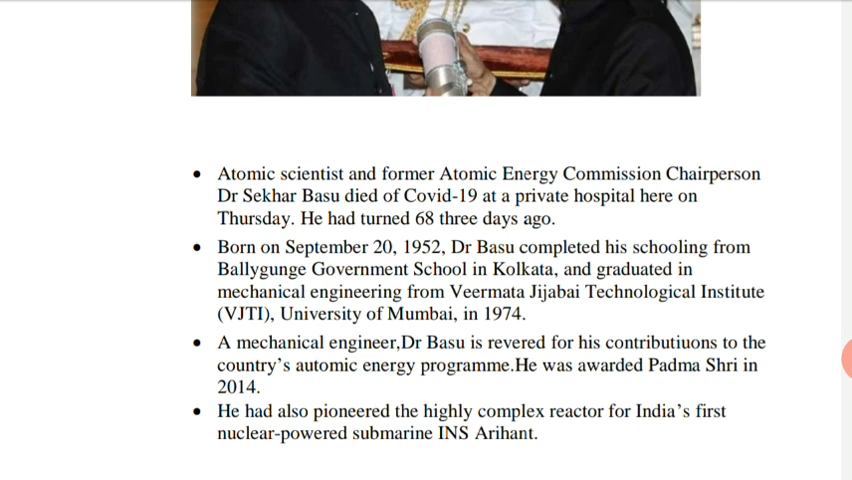 • Atomic scientist and former Atomic Energy Commission Chairperson
Dr Sekhar Basu died of Covid-19 at a private hospital here on
Thursday. He had turned 68 three days ago.
• Born on September 20, 1952, Dr Basu completed his schooling from
Ballygunge Government School in Kolkata, and graduated in
mechanical engineering from Veermata Jijabai Technological Institute
(VJTI), University of Mumbai, in 1974.
• A mechanical engineer,Dr Basu is revered for his contributiuons to the
country’s automic energy programme.He was awarded Padma Shri in
2014.
• He had also pioneered the highly complex reactor for India’s first
nuclear-powered submarine INS Arihant.